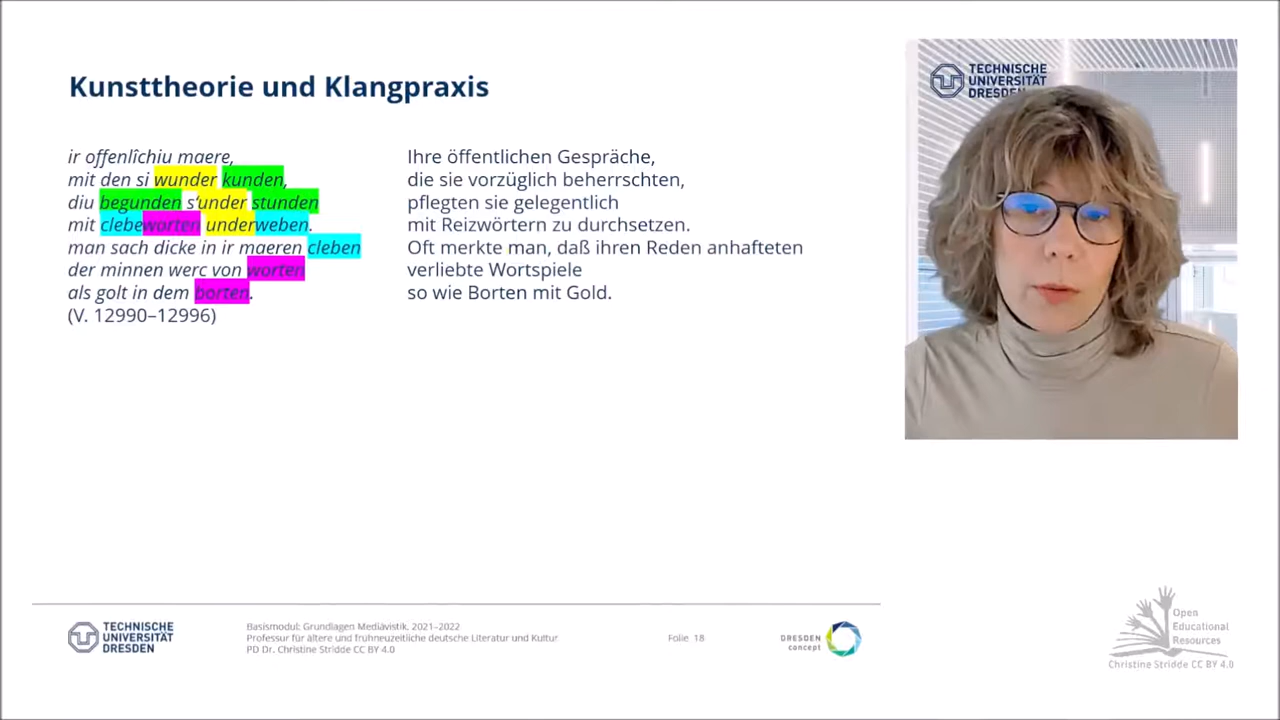 Kunsttheorie und Klangpraxis
ir offenlîchiu maere,
mit den si wunder kunden,
diu begunden s'under stunden
mit clebeworten underweben.
man sach dicke in ir maeren cleben
der minnen werc von worten
als golt in dem borten.
(V. 12990–12996)
Ihre öffentlichen Gespräche,
die sie vorzüglich beherrschten,
pflegten sie gelegentlich
mit Reizwörtern zu durchsetzen.
Oft merkte man, daß ihren Reden anhafteten
verliebte Wortspiele
so wie Borten mit Gold.
TECHNISCHE
UNIVERSITÄT
DRESDEN
TECHNISCHE
UNIVERSITÄT
DRESDEN
Basismodul: Grundlagen Mediävistik, 2021–2022
Professur für ältere und frühneuzeitliche deutsche Literatur und Kultur
PD Dr. Christine Stridde CC BY 4.0
Folie 18
DRESDEN
concept
Open
Educational
Resources
Christine Stridde CC BY 4.0